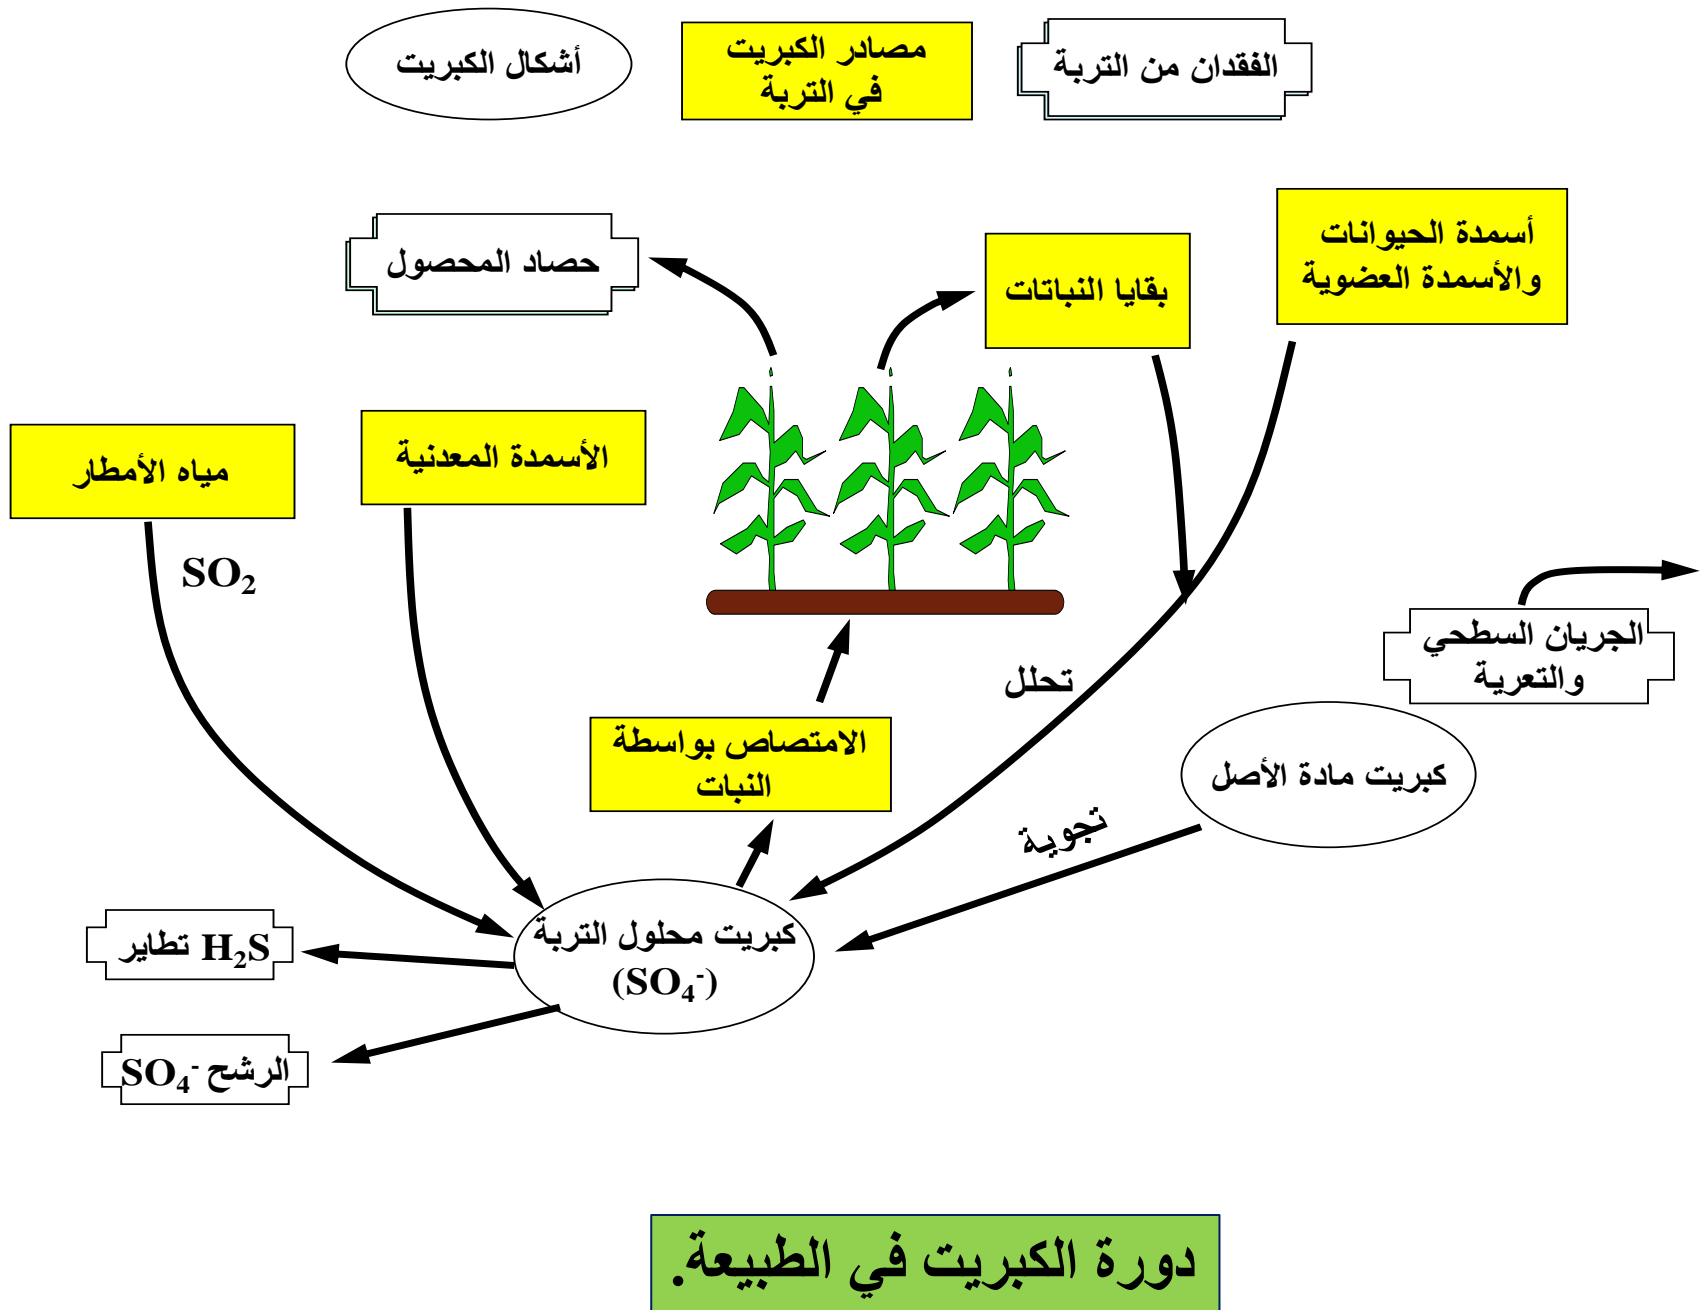 الفقدان من التربة
مصادر الكبريت
في التربة
أشكال الكبريت
أسمدة الحيوانات
والأسمدة العضوية
بقايا النباتات
حصاد المحصول
الأسمدة المعدنية
مياه الأمطار
SO₂
الجريان السطحي
والتعرية
تحلل
الامتصاص بواسطة
النبات
كبريت مادة الأصل
تجوية
كبريت محلول التربة
(SO₄⁻)
تطاير H₂S
الرشح SO₄⁻
دورة الكبريت في الطبيعة.